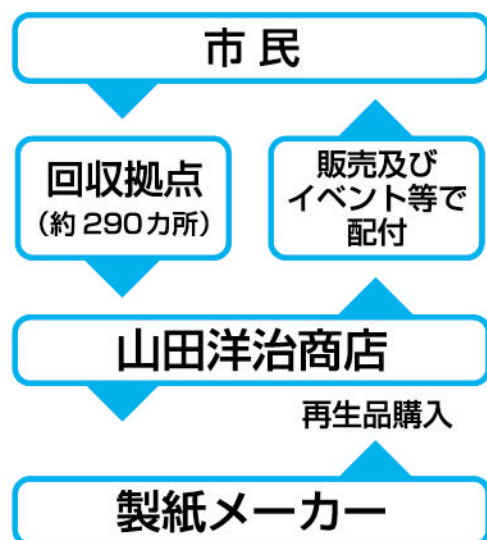 市民
回収拠点
（約290カ所）
販売及び
イベント等で
配付
山田洋治商店
再生品購入
製紙メーカー